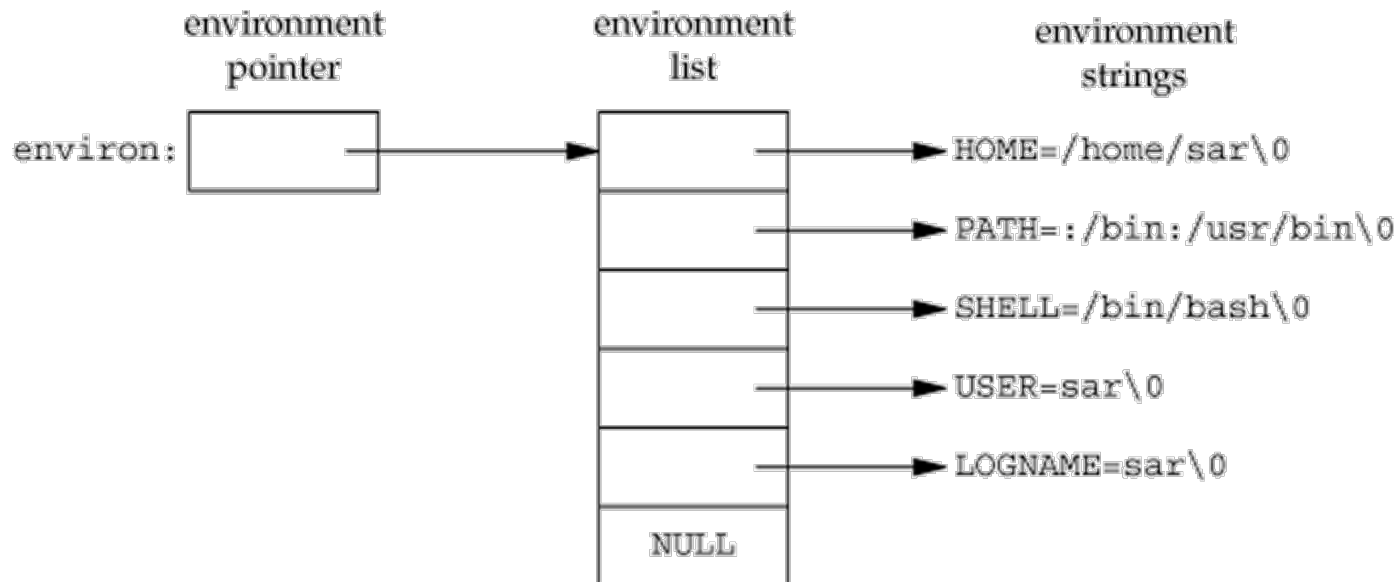 environment
pointer
environment
list
environment
strings
environ:
HOME=/home/sar\0
PATH=:/bin:/usr/bin\0
SHELL=/bin/bash\0
USER=sar\0
LOGNAME=sar\0
NULL